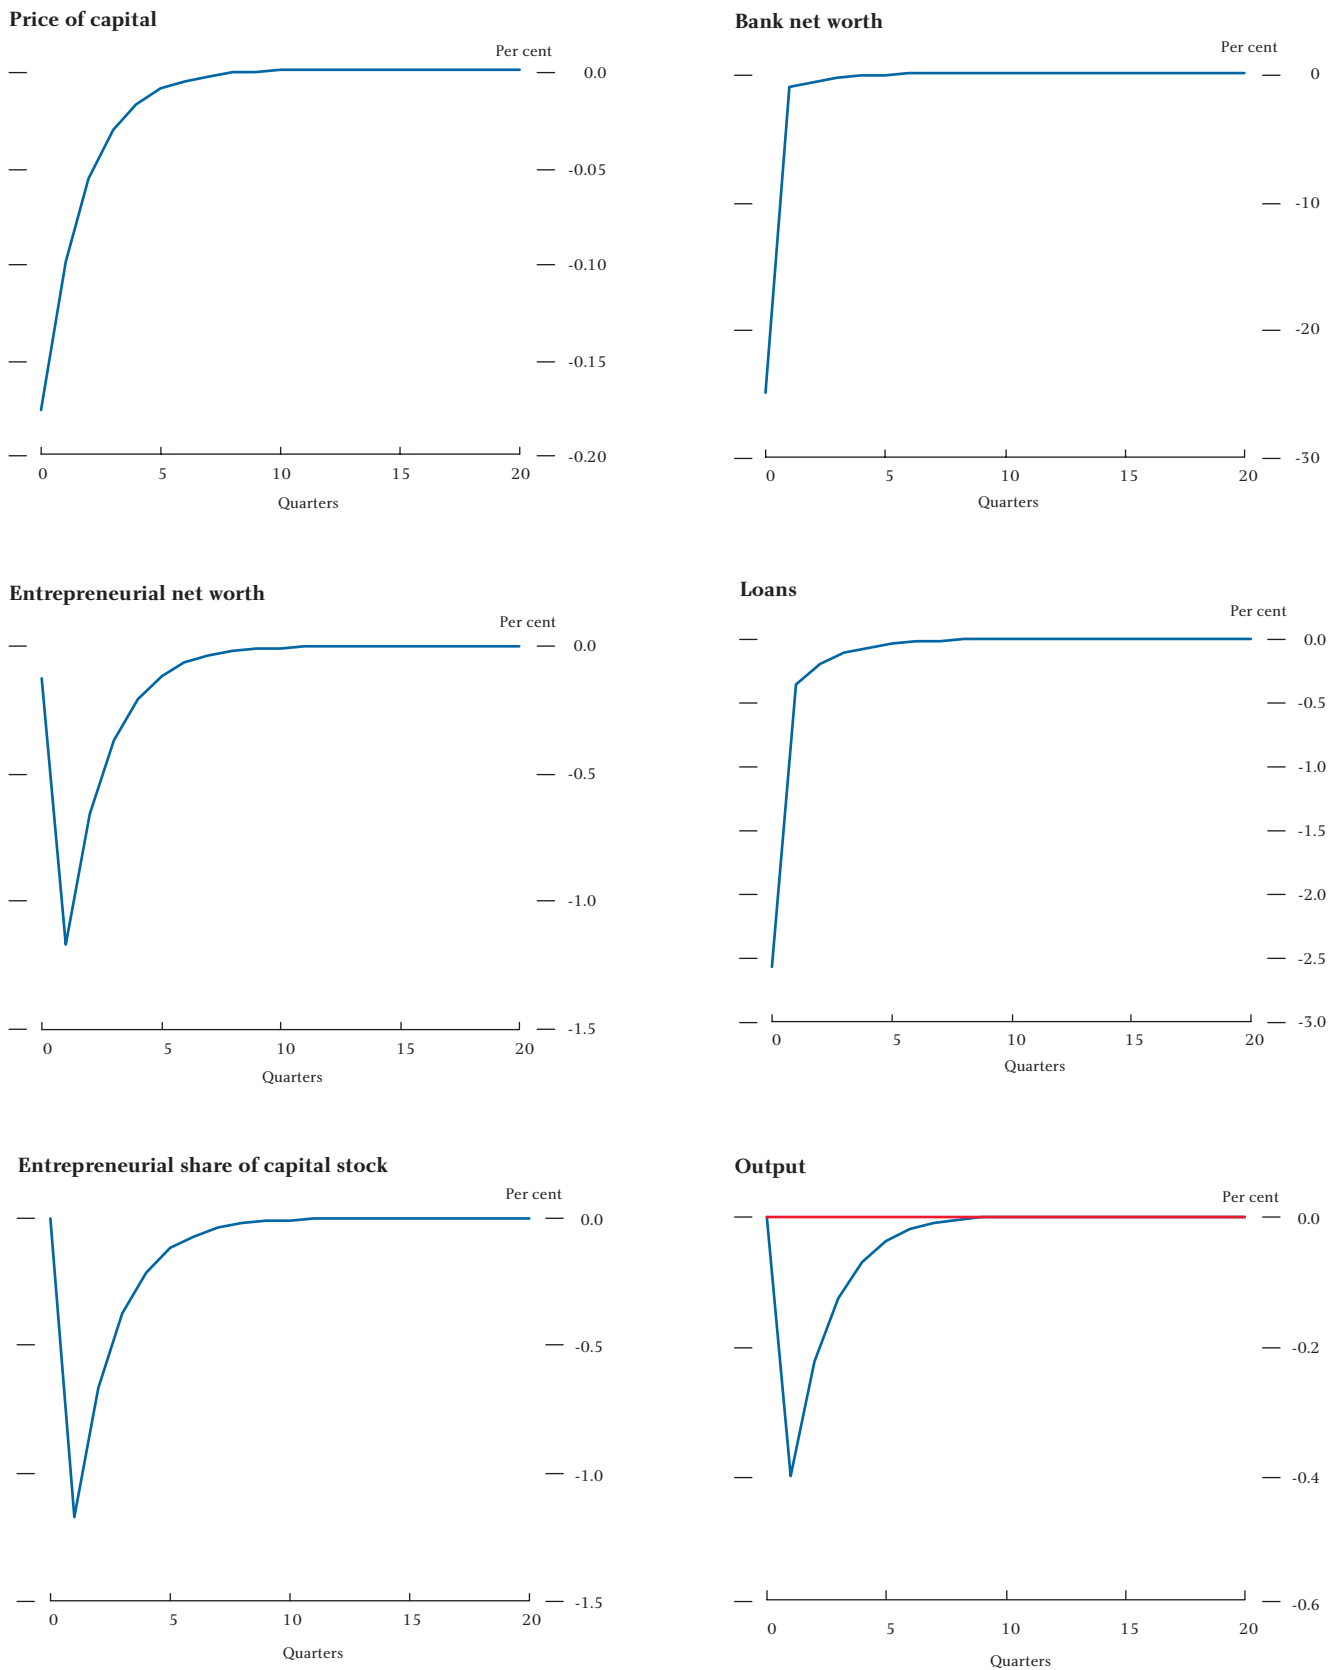 Price of capital
Per cent
0.0
-0.05
-0.10
-0.15
-0.20
0 5 10 15 20
Quarters
Bank net worth
Per cent
0
-10
-20
-30
0 5 10 15 20
Quarters
Entrepreneurial net worth
Per cent
0.0
-0.5
-1.0
-1.5
0 5 10 15 20
Quarters
Loans
Per cent
0.0
-0.5
-1.0
-1.5
-2.0
-2.5
-3.0
0 5 10 15 20
Quarters
Entrepreneurial share of capital stock
Per cent
0.0
-0.5
-1.0
-1.5
0 5 10 15 20
Quarters
Output
Per cent
0.0
-0.2
-0.4
-0.6
0 5 10 15 20
Quarters